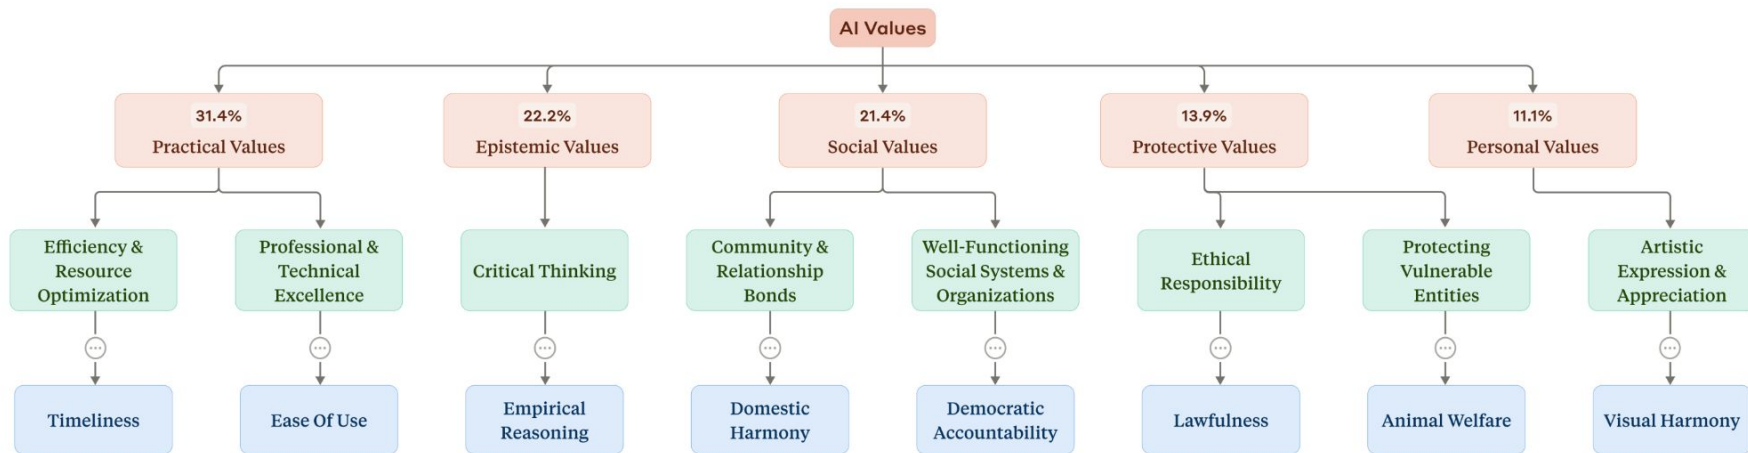 AI Values
31.4%
Practical Values
22.2%
Epistemic Values
21.4%
Social Values
13.9%
Protective Values
11.1%
Personal Values
Efficiency &
Resource
Optimization
Professional &
Technical
Excellence
Critical Thinking
Community &
Relationship
Bonds
Well-Functioning
Social Systems &
Organizations
Ethical
Responsibility
Protecting
Vulnerable
Entities
Artistic
Expression &
Appreciation
Timeliness
Ease Of Use
Empirical
Reasoning
Domestic
Harmony
Democratic
Accountability
Lawfulness
Animal Welfare
Visual Harmony